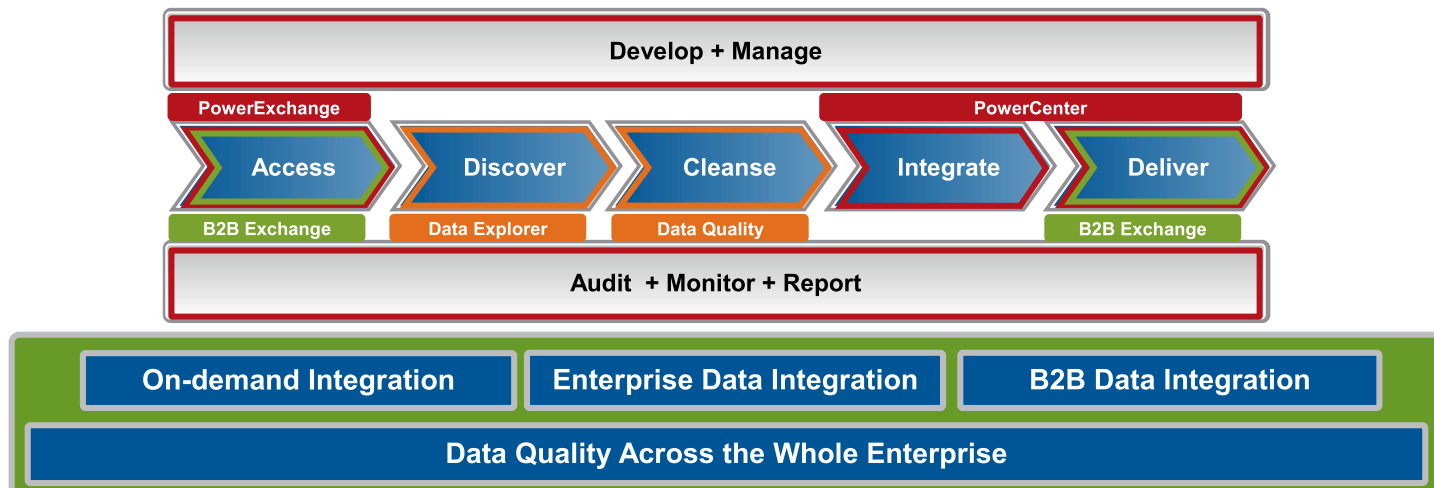 Develop + Manage
PowerExchange
PowerCenter
Access
Discover
Cleanse
Integrate
Deliver
B2B Exchange
Data Explorer
Data Quality
B2B Exchange
Audit + Monitor + Report
On-demand Integration
Enterprise Data Integration
B2B Data Integration
Data Quality Across the Whole Enterprise